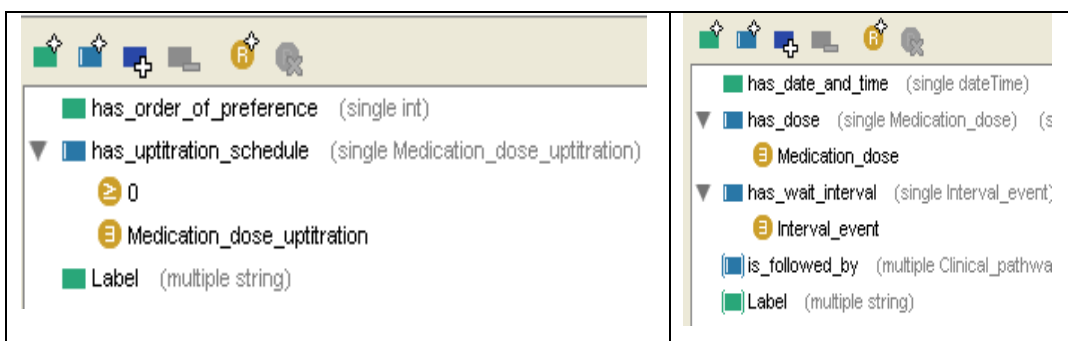 has_order_of_preference (single int)
has_uptitration_schedule (single Medication_dose_uptitration)
≥ 0
∃ Medication_dose_uptitration
Label (multiple string)
has_date_and_time (single dateTime)
has_dose (single Medication_dose) (s
∃ Medication_dose
has_wait_interval (single Interval_event)
∃ Interval_event
is_followed_by (multiple Clinical_pathwa
Label (multiple string)